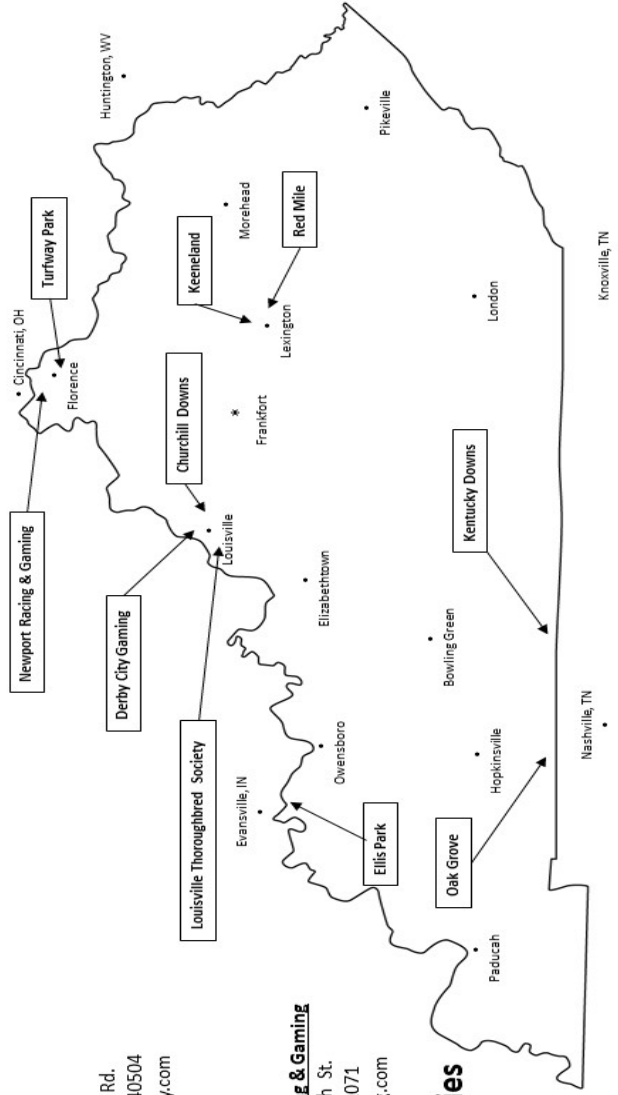 Rd.
40504
y.com
g & Gaming
h St.
071
g.com
ies
Cincinnati, OH
Newport Racing & Gaming
Turfway Park
Florence
Huntington, WV
Derby City Gaming
Churchill Downs
Keeneland
Louisville Thoroughbred Society
Louisville
Frankfort
Morehead
Lexington
Red Mile
Evansville, IN
Owensboro
Elizabethtown
Ellis Park
Pikeville
Oak Grove
Bowling Green
Kentucky Downs
Paducah
Hopkinsville
London
Nashville, TN
Knoxville, TN